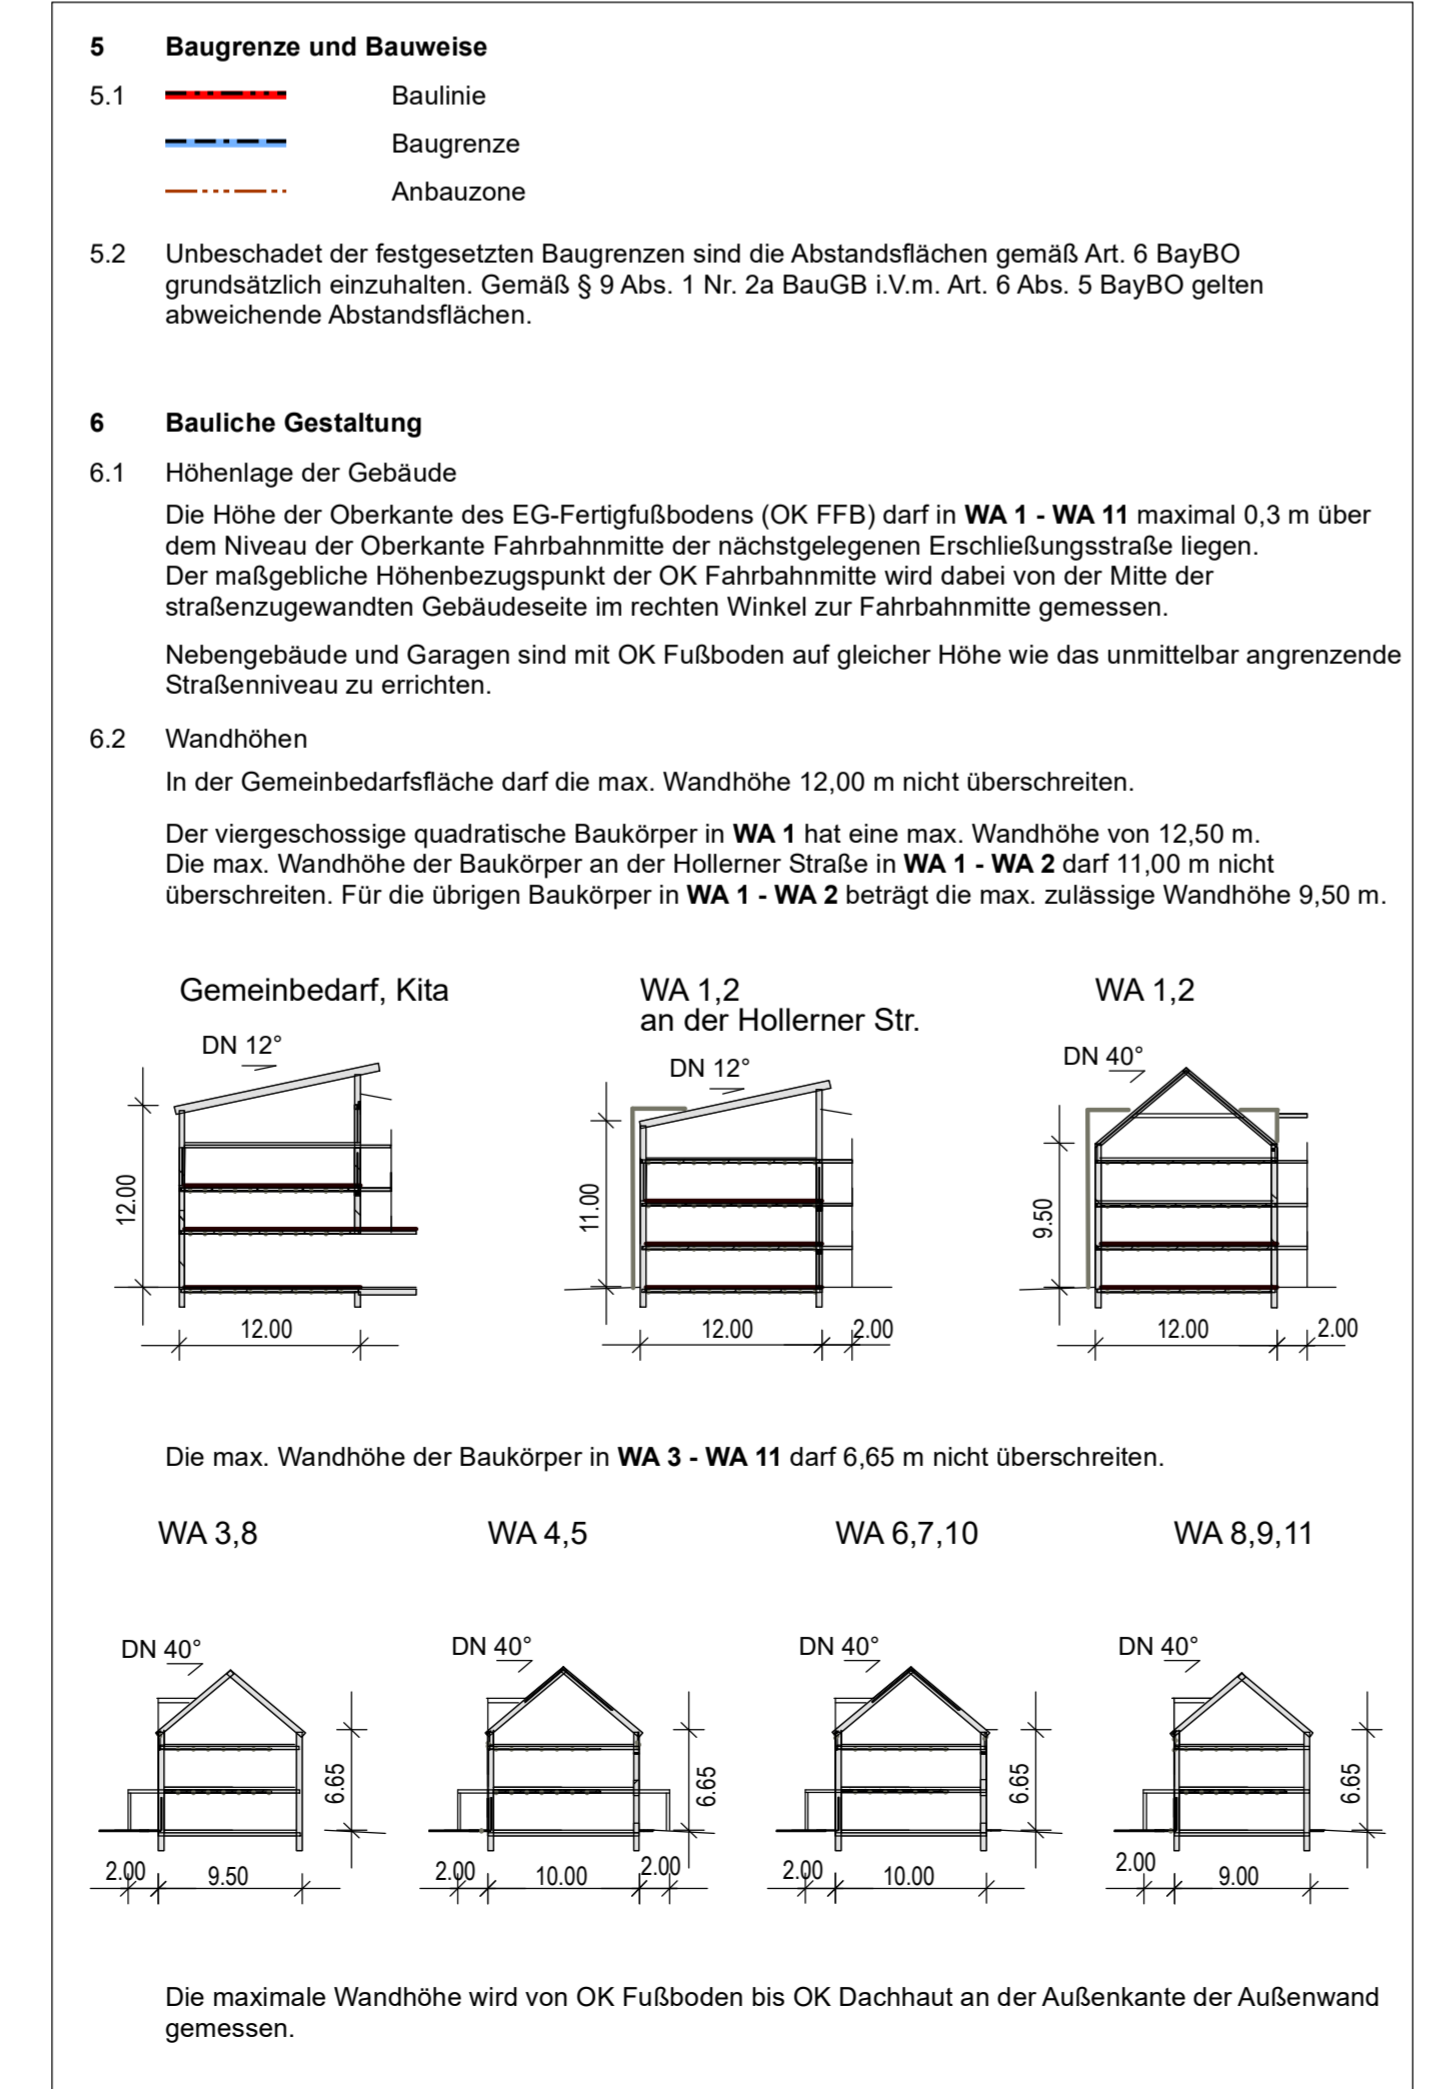 5 Baugrenze und Bauweise
5.1 Baulinie
Baugrenze
Anbauzone
5.2 Unbeschadet der festgesetzten Baugrenzen sind die Abstandsflächen gemäß Art. 6 BayBO
grundsätzlich einzuhalten. Gemäß § 9 Abs. 1 Nr. 2a BauGB i.V.m. Art. 6 Abs. 5 BayBO gelten
abweichende Abstandsflächen.
6 Bauliche Gestaltung
6.1 Höhenlage der Gebäude
Die Höhe der Oberkante des EG-Fertigfußbodens (OK FFB) darf in WA 1 - WA 11 maximal 0,3 m über
dem Niveau der Oberkante Fahrbahnmitte der nächstgelegenen Erschließungsstraße liegen.
Der maßgebliche Höhenbezugspunkt der OK Fahrbahnmitte wird dabei von der Mitte der
straßenzugewandten Gebäudeseite im rechten Winkel zur Fahrbahnmitte gemessen.
Nebengebäude und Garagen sind mit OK Fußboden auf gleicher Höhe wie das unmittelbar angrenzende
Straßenniveau zu errichten.
6.2 Wandhöhen
In der Gemeinbedarfsfläche darf die max. Wandhöhe 12,00 m nicht überschreiten.
Der viergeschossige quadratische Baukörper in WA 1 hat eine max. Wandhöhe von 12,50 m.
Die max. Wandhöhe der Baukörper an der Hollerner Straße in WA 1 - WA 2 darf 11,00 m nicht
überschreiten. Für die übrigen Baukörper in WA 1 - WA 2 beträgt die max. zulässige Wandhöhe 9,50 m.
Gemeinbedarf, Kita
DN 12°
12.00
12.00
WA 1,2
an der Hollerner Str.
DN 12°
11.00
12.00 2.00
WA 1,2
DN 40°
9.50
12.00 2.00
Die max. Wandhöhe der Baukörper in WA 3 - WA 11 darf 6,65 m nicht überschreiten.
WA 3,8
DN 40°
6.65
2.00 9.50
WA 4,5
DN 40°
6.65
2.00 10.00 2.00
WA 6,7,10
DN 40°
6.65
2.00 10.00
WA 8,9,11
DN 40°
6.65
2.00 9.00
Die maximale Wandhöhe wird von OK Fußboden bis OK Dachhaut an der Außenkante der Außenwand
gemessen.